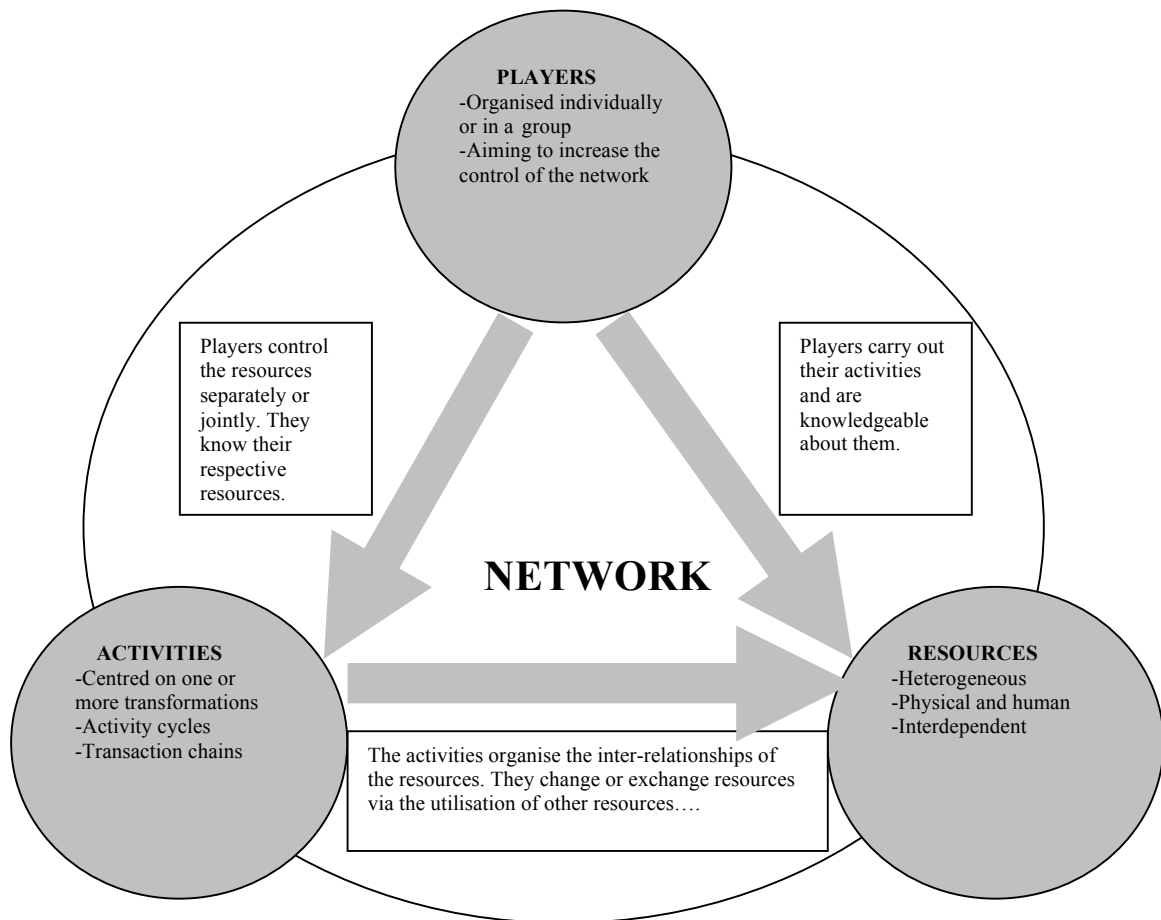 PLAYERS
-Organised individually
or in a group
-Aiming to increase the
control of the network
Players control
the resources
separately or
jointly. They
know their
respective
resources.
Players carry out
their activities
and are
knowledgeable
about them.
NETWORK
ACTIVITIES
-Centred on one or
more transformations
-Activity cycles
-Transaction chains
RESOURCES
-Heterogeneous
-Physical and human
-Interdependent
The activities organise the inter-relationships of
the resources. They change or exchange resources
via the utilisation of other resources….